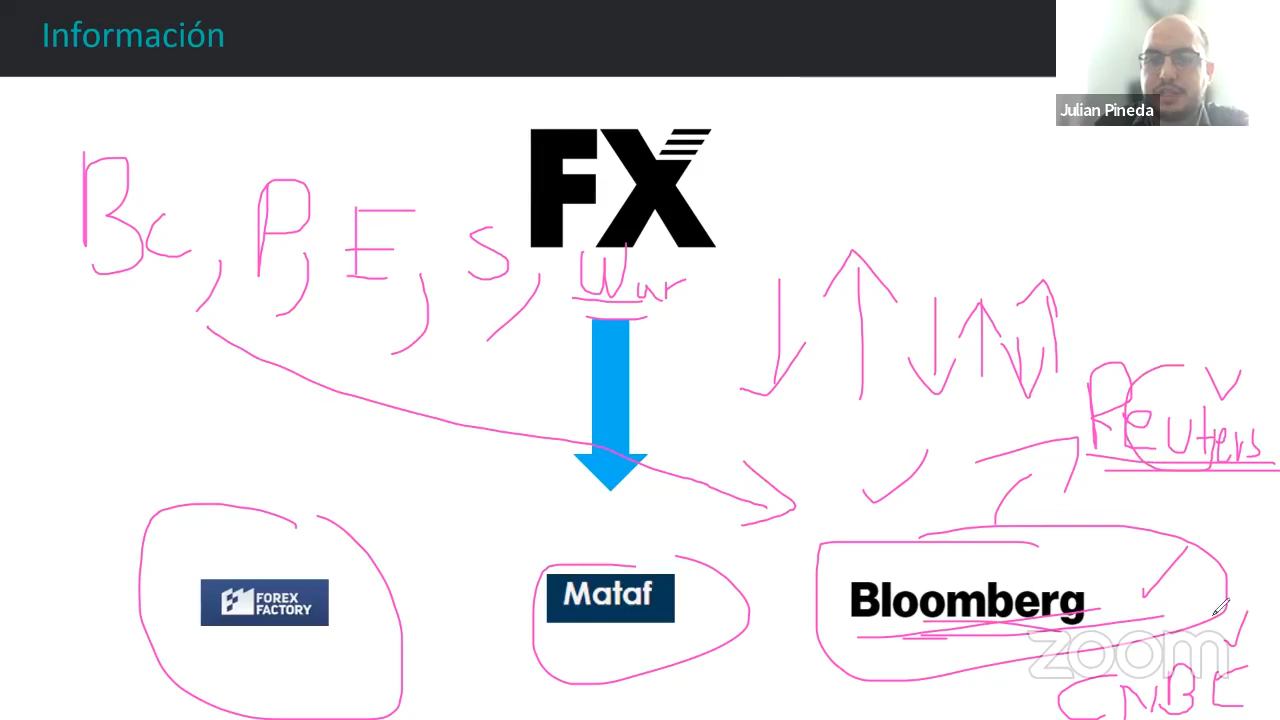 Información
Julian Pineda
FX
Bc, P, E, S, War
Reuters
FOREX
FACTORY
Mataf
Bloomberg
zoom
CNBC